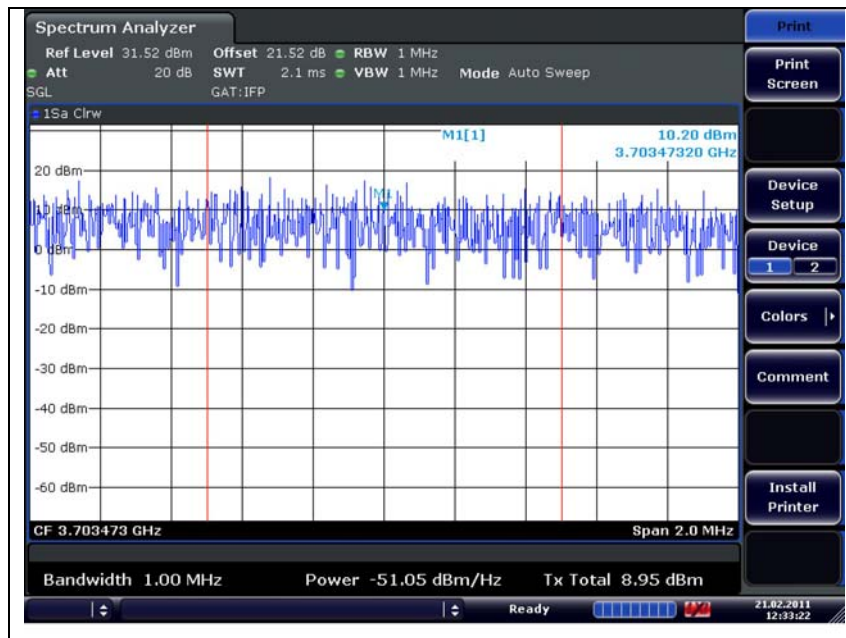 Spectrum Analyzer
Ref Level 31.52 dBm Offset 21.52 dB RBW 1 MHz
Att 20 dB SWT 2.1 ms VBW 1 MHz Mode Auto Sweep
SGL GAT:IFP
1Sa Clrw
M1[1] 10.20 dBm
3.70347320 GHz
20 dBm
M1
10 dBm
0 dBm
-10 dBm
-20 dBm
-30 dBm
-40 dBm
-50 dBm
-60 dBm
CF 3.703473 GHz Span 2.0 MHz
Bandwidth 1.00 MHz Power -51.05 dBm/Hz Tx Total 8.95 dBm
Ready
21.02.2011
12:33:22
Print
Print
Screen
Device
Setup
Device
1 2
Colors
Comment
Install
Printer